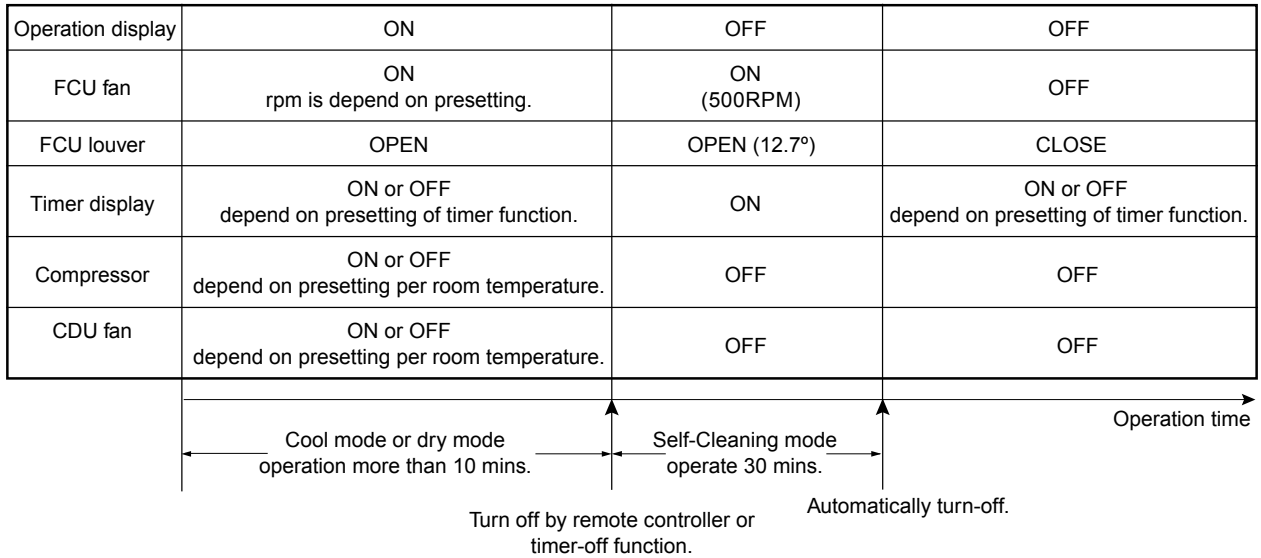 Operation display ON OFF OFF
FCU fan ON ON OFF
rpm is depend on presetting. (500RPM)
FCU louver OPEN OPEN (12.7º) CLOSE
Timer display ON or OFF ON ON or OFF
depend on presetting of timer function. depend on presetting of timer function.
Compressor ON or OFF OFF OFF
depend on presetting per room temperature.
CDU fan ON or OFF OFF OFF
depend on presetting per room temperature.
Operation time
Cool mode or dry mode Self-Cleaning mode
operation more than 10 mins. operate 30 mins.
Automatically turn-off.
Turn off by remote controller or
timer-off function.